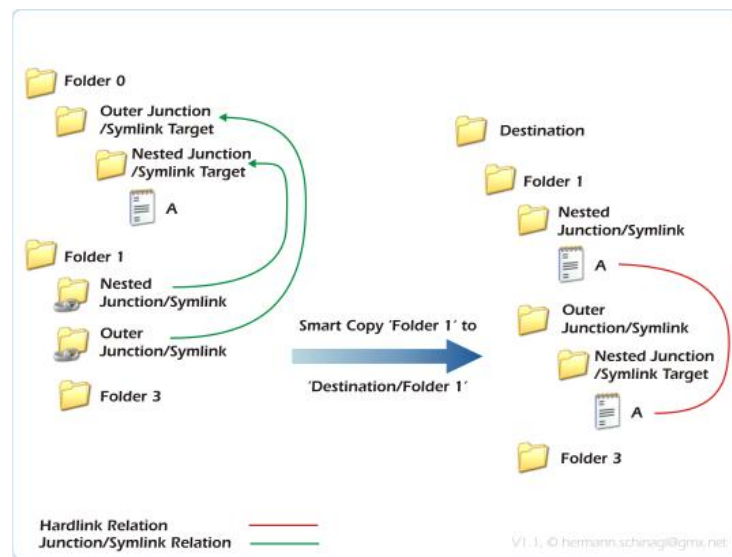 Folder 0
Outer Junction
/Symlink Target
Nested Junction
/Symlink Target
A
Folder 1
Nested
Junction/Symlink
Outer
Junction/Symlink
Folder 3
Smart Copy 'Folder 1' to
'Destination/Folder 1'
Destination
Folder 1
Nested
Junction/Symlink
A
Outer
Junction/Symlink
Nested Junction
/Symlink Target
A
Folder 3
Hardlink Relation
Junction/Symlink Relation
V1.1, © hermann.schinagl@gmx.net